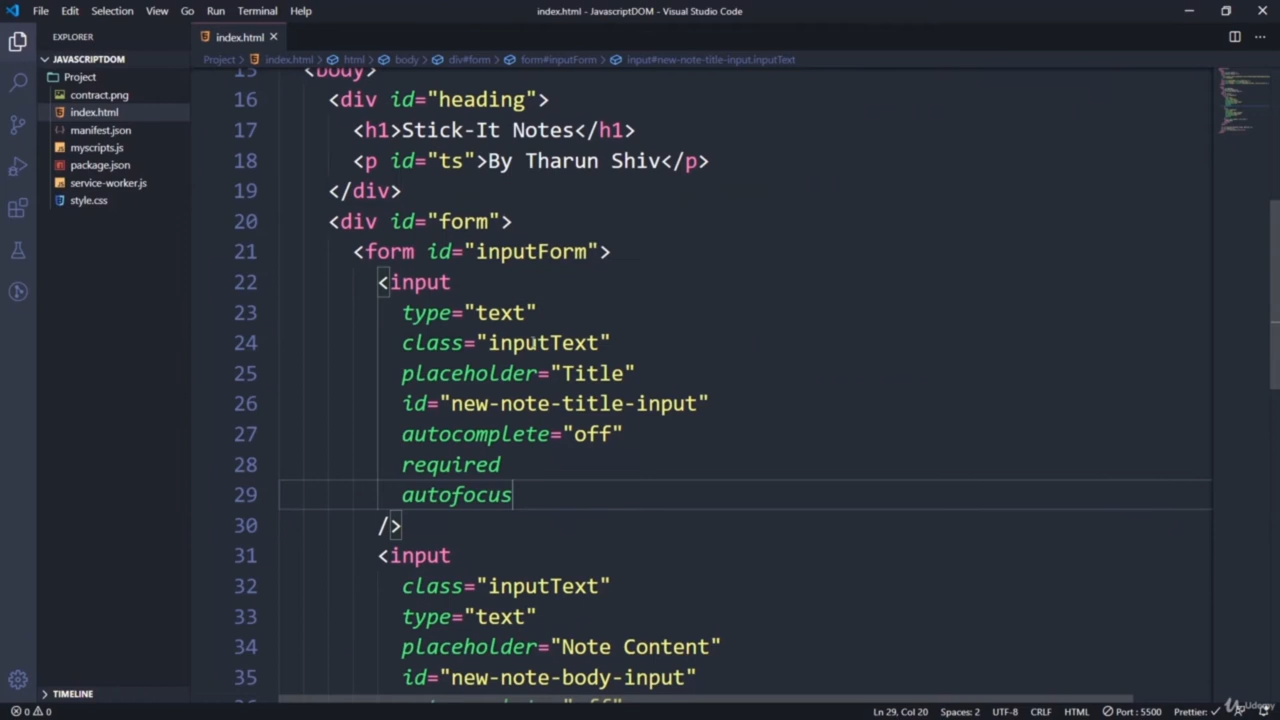 File Edit Selection View Go Run Terminal Help
index.html - JavascriptDOM - Visual Studio Code
EXPLORER
JAVASCRIPTDOM
Project
contract.png
index.html
manifest.json
myscripts.js
package.json
service-worker.js
style.css
TIMELINE
index.html
Project > index.html > html > body > div#form > form#inputForm > input#new-note-title-input.inputText
15 <body>
16 <div id="heading">
17 <h1>Stick-It Notes</h1>
18 <p id="ts">By Tharun Shiv</p>
19 </div>
20 <div id="form">
21 <form id="inputForm">
22 <input
23 type="text"
24 class="inputText"
25 placeholder="Title"
26 id="new-note-title-input"
27 autocomplete="off"
28 required
29 autofocus
30 />
31 <input
32 class="inputText"
33 type="text"
34 placeholder="Note Content"
35 id="new-note-body-input"
0 0
Ln 29, Col 20 Spaces: 2 UTF-8 CRLF HTML Port : 5500 Prettier: ✓
Udemy